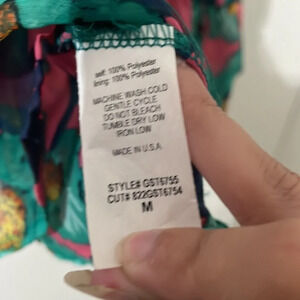 self: 100% Polyester
lining: 100% Polyester
MACHINE WASH COLD
GENTLE CYCLE
DO NOT BLEACH
TUMBLE DRY LOW
IRON LOW
MADE IN U.S.A.
STYLE# GST6755
CUT# 822GST6754
M